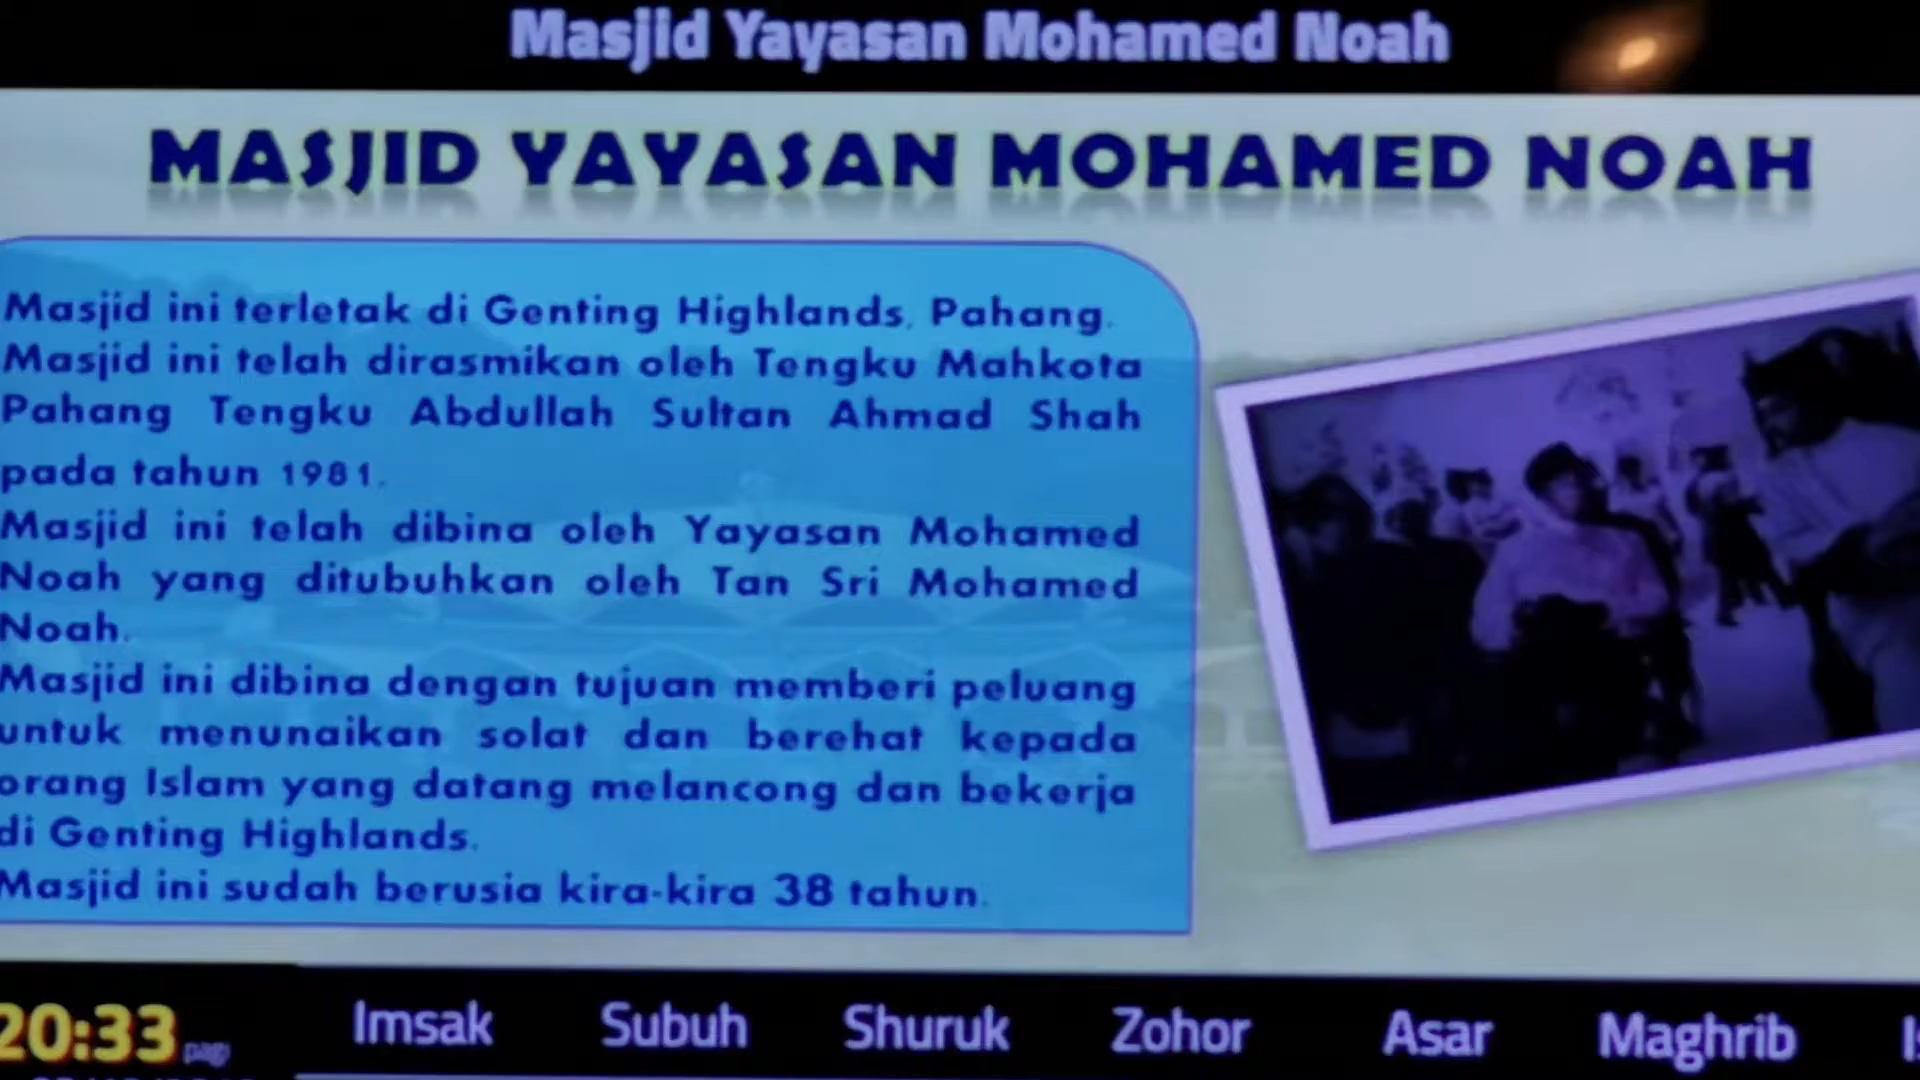 Masjid Yayasan Mohamed Noah
MASJID YAYASAN MOHAMED NOAH
Masjid ini terletak di Genting Highlands, Pahang.
Masjid ini telah dirasmikan oleh Tengku Mahkota
Pahang Tengku Abdullah Sultan Ahmad Shah
pada tahun 1981.
Masjid ini telah dibina oleh Yayasan Mohamed
Noah yang ditubuhkan oleh Tan Sri Mohamed
Noah.
Masjid ini dibina dengan tujuan memberi peluang
untuk menunaikan solat dan berehat kepada
orang Islam yang datang melancong dan bekerja
di Genting Highlands.
Masjid ini sudah berusia kira-kira 38 tahun.
20:33 pagi
Imsak Subuh Shuruk Zohor Asar Maghrib